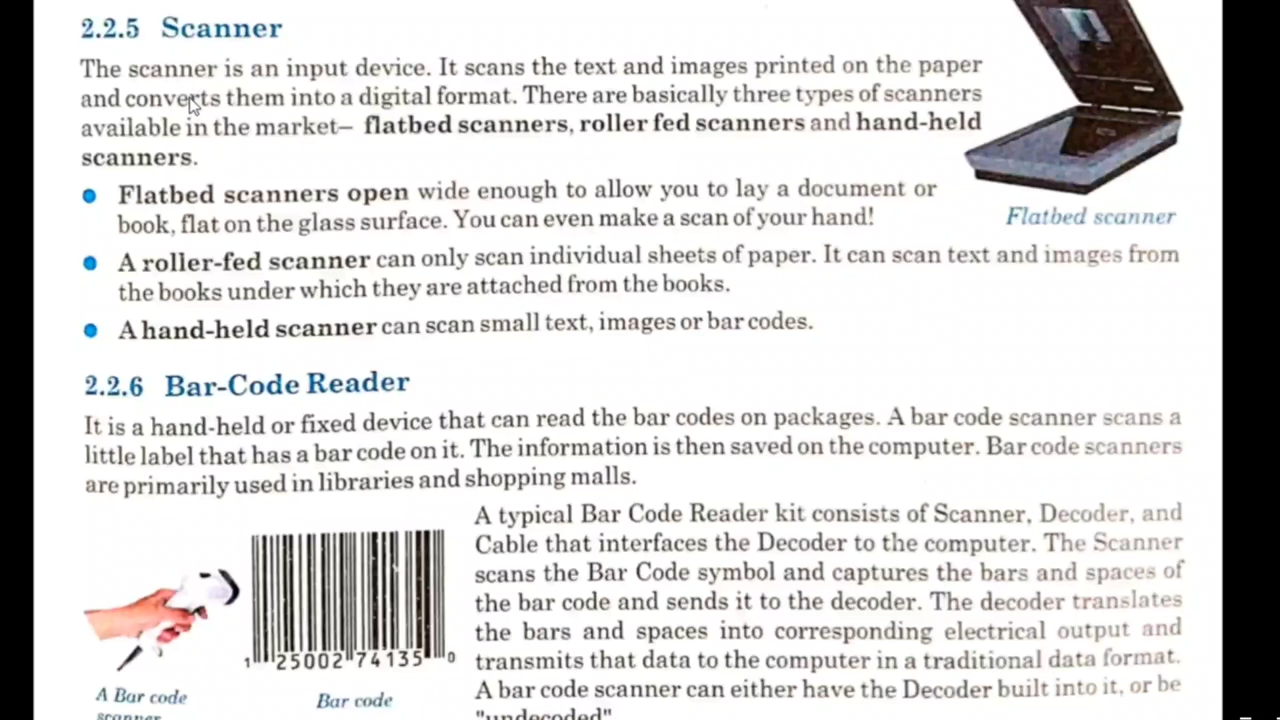 2.2.5 Scanner
The scanner is an input device. It scans the text and images printed on the paper
and converts them into a digital format. There are basically three types of scanners
available in the market– flatbed scanners, roller fed scanners and hand-held
scanners.
Flatbed scanner
• Flatbed scanners open wide enough to allow you to lay a document or
book, flat on the glass surface. You can even make a scan of your hand!
• A roller-fed scanner can only scan individual sheets of paper. It can scan text and images from
the books under which they are attached from the books.
• A hand-held scanner can scan small text, images or bar codes.
2.2.6 Bar-Code Reader
It is a hand-held or fixed device that can read the bar codes on packages. A bar code scanner scans a
little label that has a bar code on it. The information is then saved on the computer. Bar code scanners
are primarily used in libraries and shopping malls.
1 25002 74135 0
A Bar code
scanner
Bar code
A typical Bar Code Reader kit consists of Scanner, Decoder, and
Cable that interfaces the Decoder to the computer. The Scanner
scans the Bar Code symbol and captures the bars and spaces of
the bar code and sends it to the decoder. The decoder translates
the bars and spaces into corresponding electrical output and
transmits that data to the computer in a traditional data format.
A bar code scanner can either have the Decoder built into it, or be
"undecoded"